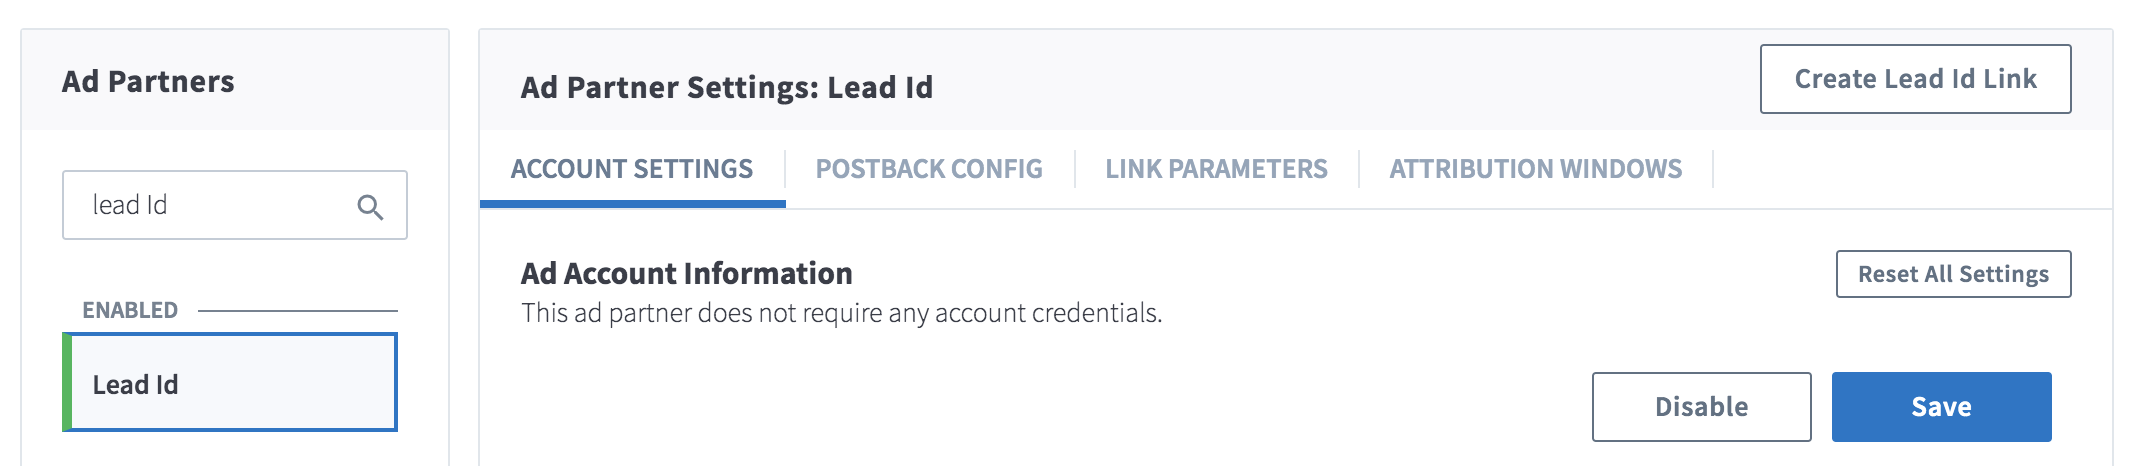 Ad Partners
lead Id
ENABLED
Lead Id
Ad Partner Settings: Lead Id
Create Lead Id Link
ACCOUNT SETTINGS
POSTBACK CONFIG
LINK PARAMETERS
ATTRIBUTION WINDOWS
Ad Account Information
Reset All Settings
This ad partner does not require any account credentials.
Disable
Save